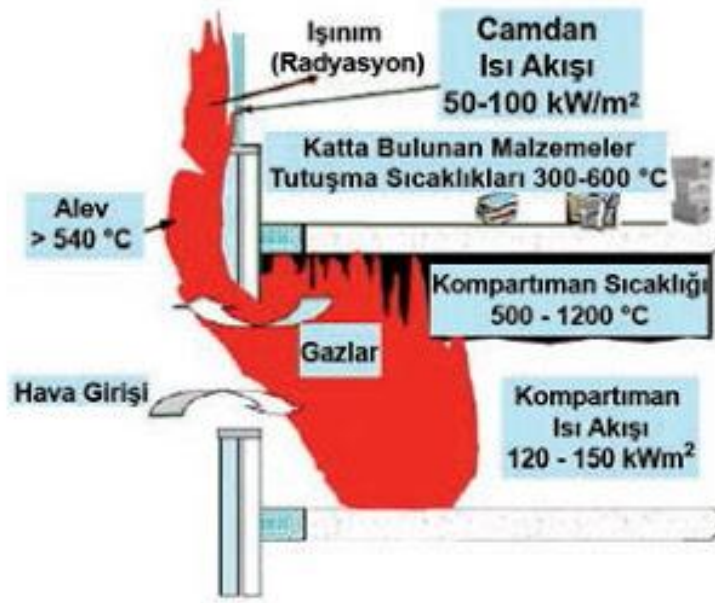 Işınım
(Radyasyon)
Camdan
Isı Akışı
50-100 kW/m²
Katta Bulunan Malzemeler
Tutuşma Sıcaklıkları 300-600 °C
Alev
> 540 °C
Kompartıman Sıcaklığı
500 - 1200 °C
Gazlar
Hava Girişi
Kompartıman
Isı Akışı
120 - 150 kWm²